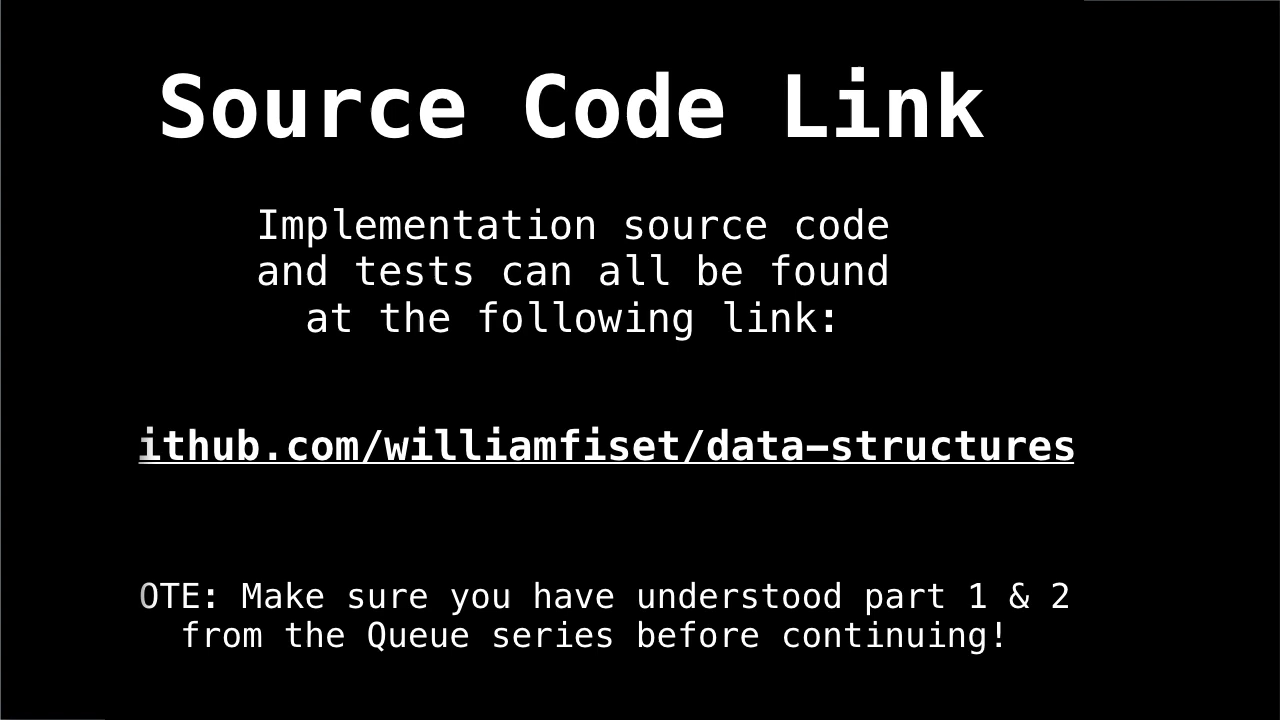 Source Code Link
Implementation source code
and tests can all be found
at the following link:
ithub.com/williamfiset/data-structures
OTE: Make sure you have understood part 1 & 2
from the Queue series before continuing!